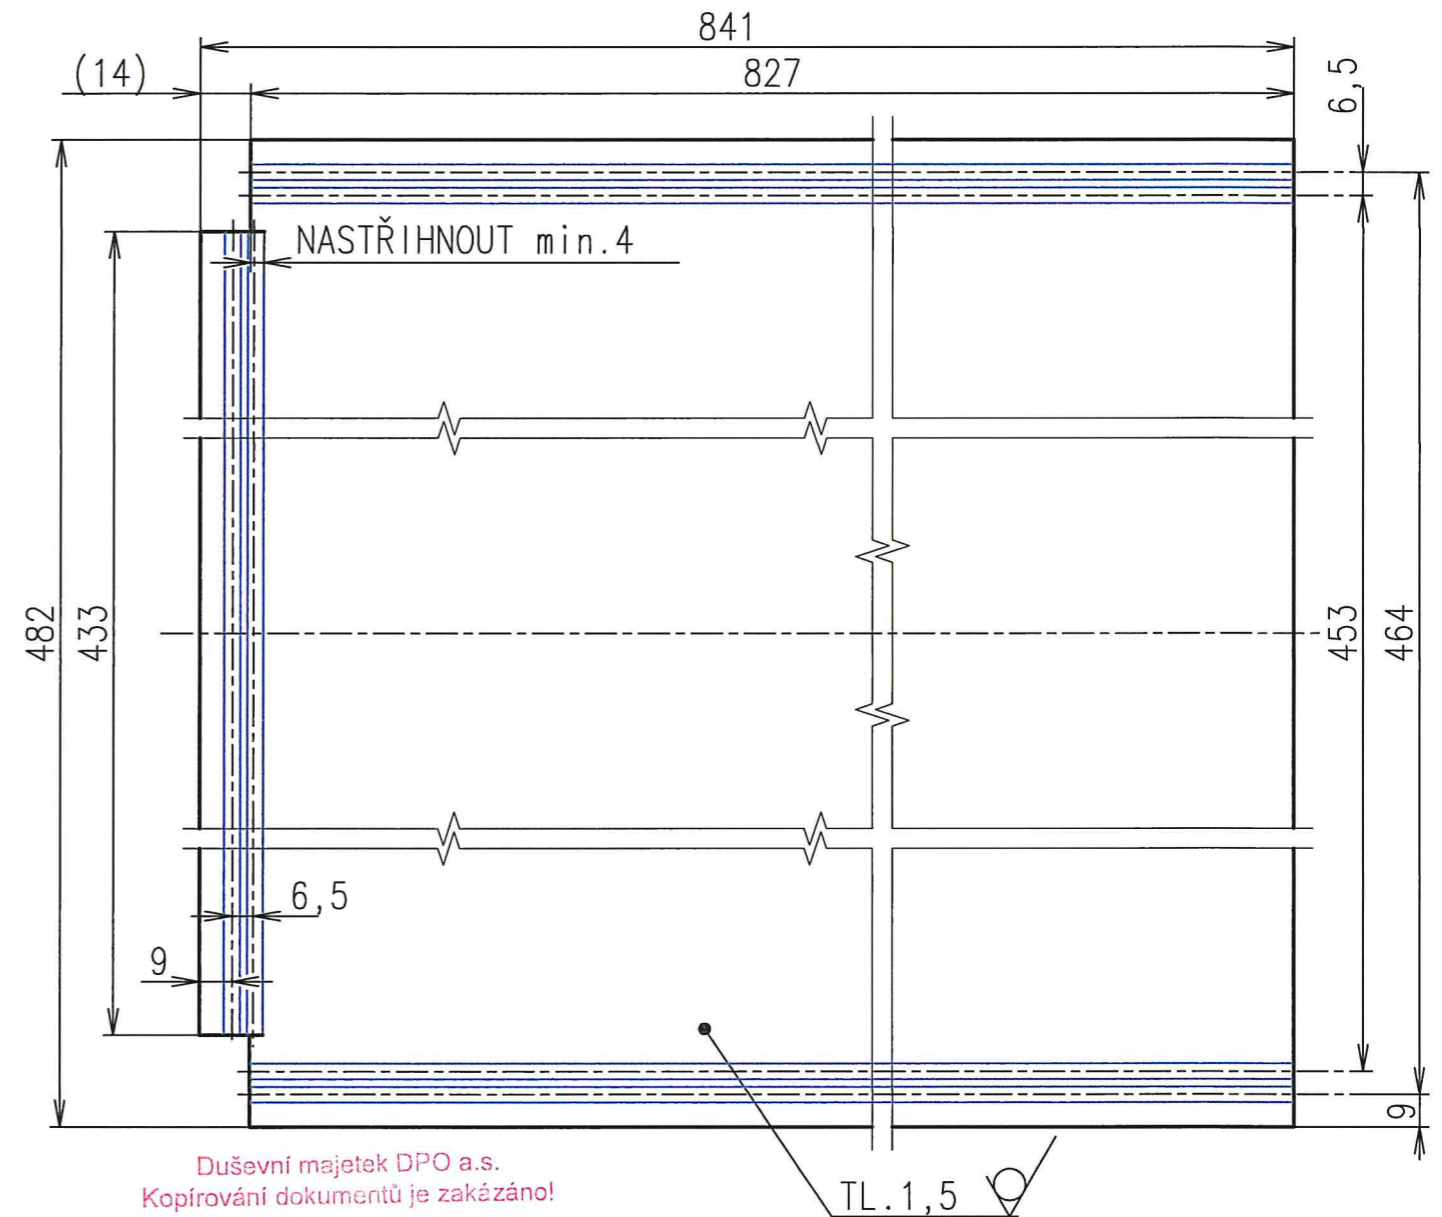 841
(14)
827
6,5
NASTŘIHNOUT min.4
482
433
453
464
6,5
9
9
TL.1,5
Duševní majetek DPO a.s.
Kopírování dokumentů je zakázáno!